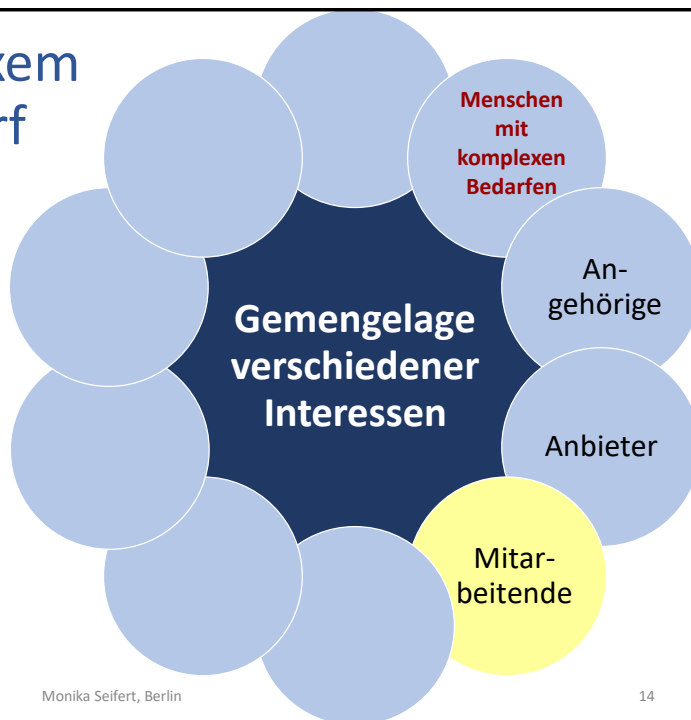 xem
rf
Menschen
mit
komplexen
Bedarfen
An-
gehörige
Gemengelage
verschiedener
Interessen
Anbieter
Mitar-
beitende
Monika Seifert, Berlin
14